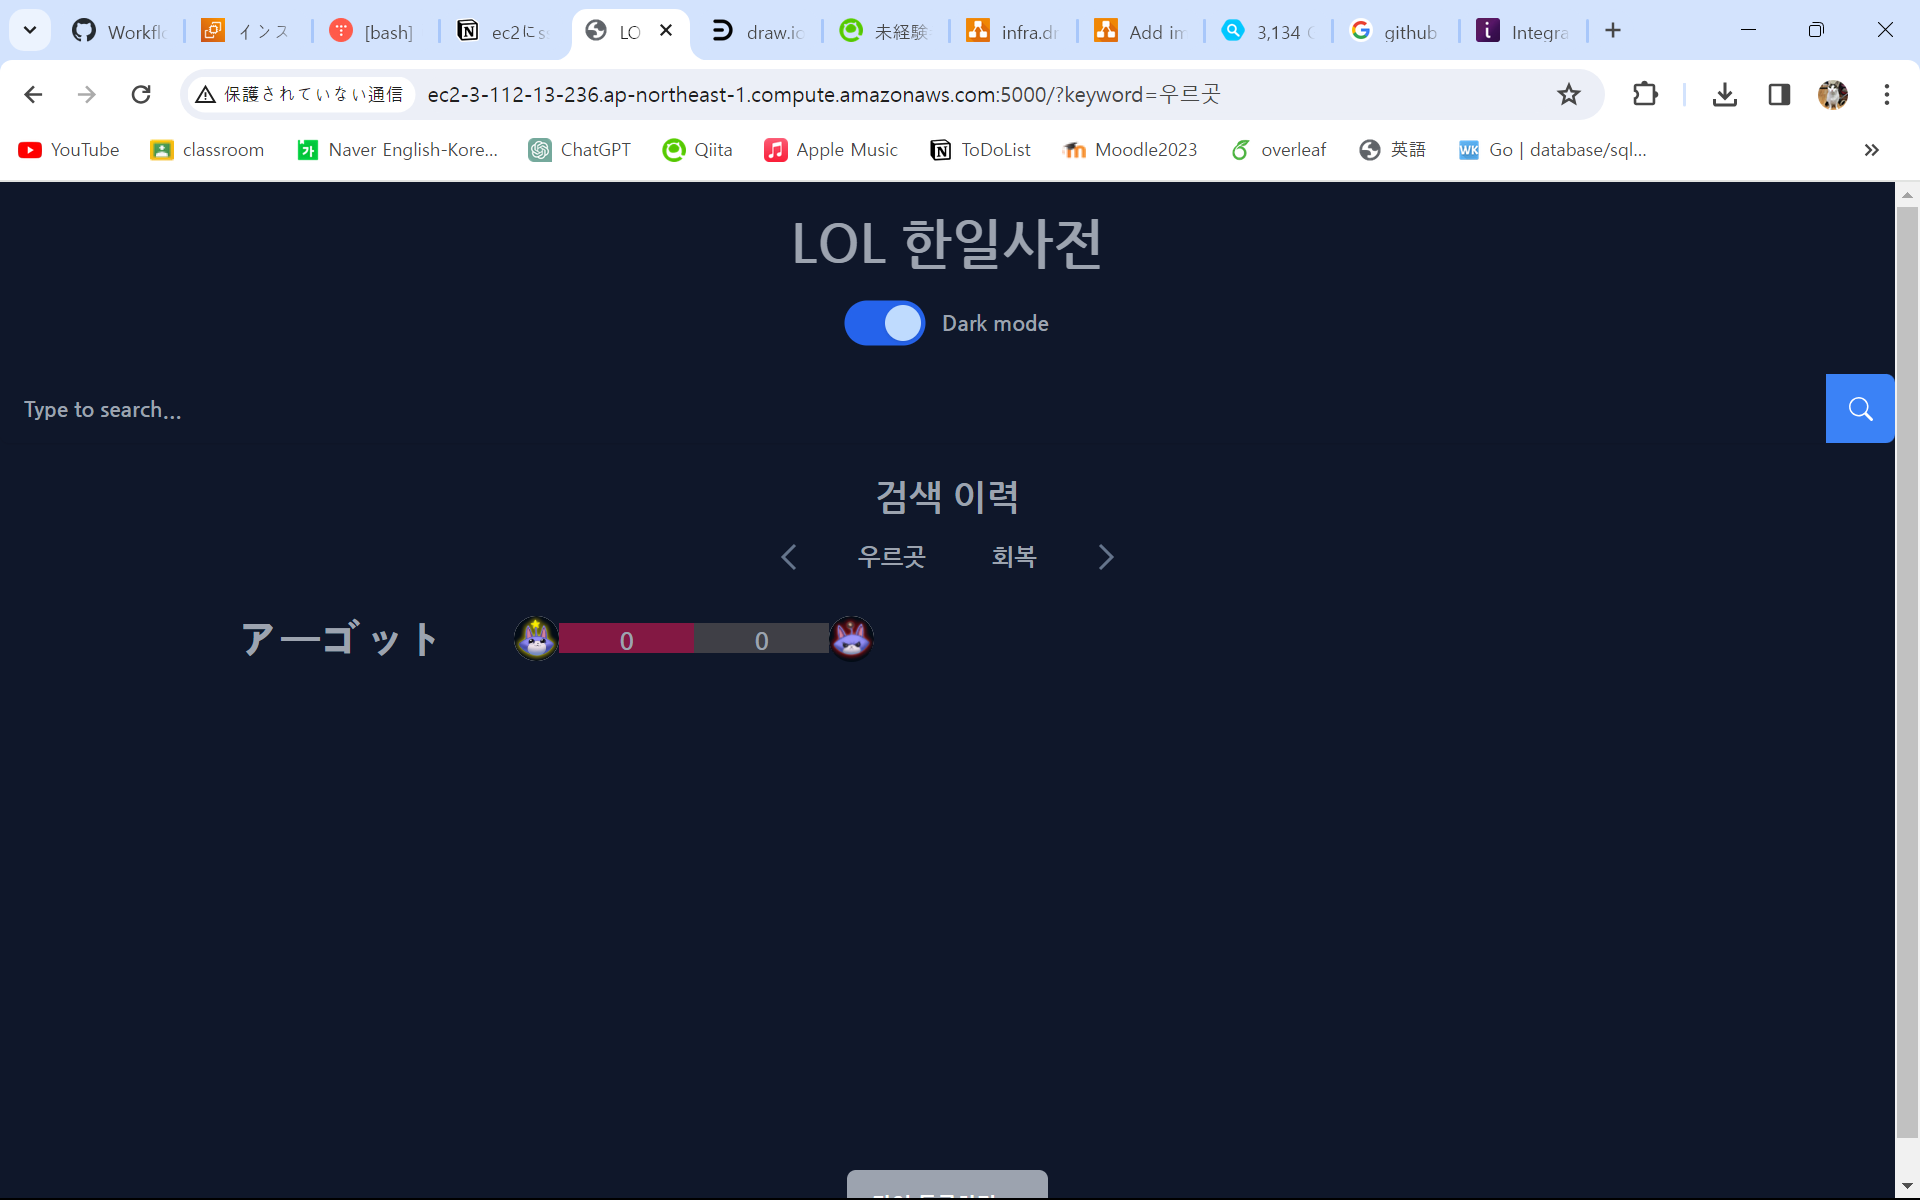 Workflo
インス
[bash]
ec2にss
LO
draw.io
未経験
infra.dr
Add im
3,134
github
Integra
保護されていない通信
ec2-3-112-13-236.ap-northeast-1.compute.amazonaws.com:5000/?keyword=우르곳
YouTube
classroom
Naver English-Kore...
ChatGPT
Qiita
Apple Music
ToDoList
Moodle2023
overleaf
英語
Go | database/sql...
LOL 한일사전
Dark mode
Type to search...
검색 이력
우르곳 회복
アーゴット 0 0